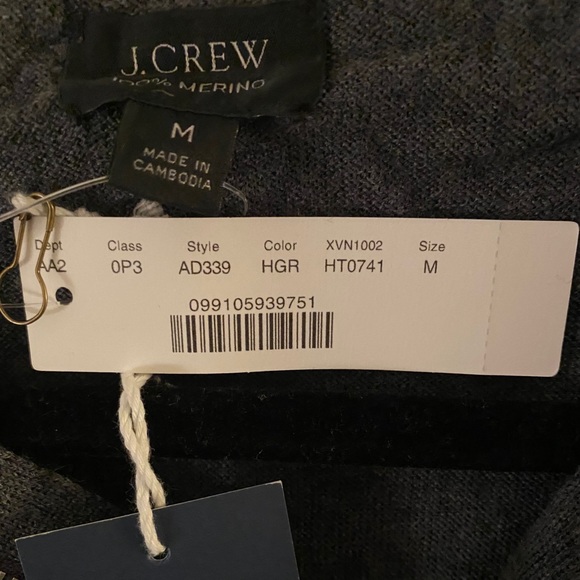 J.CREW
100% MERINO
M
MADE IN
CAMBODIA
Dept Class Style Color XVN1002 Size
AA2 0P3 AD339 HGR HT0741 M
099105939751